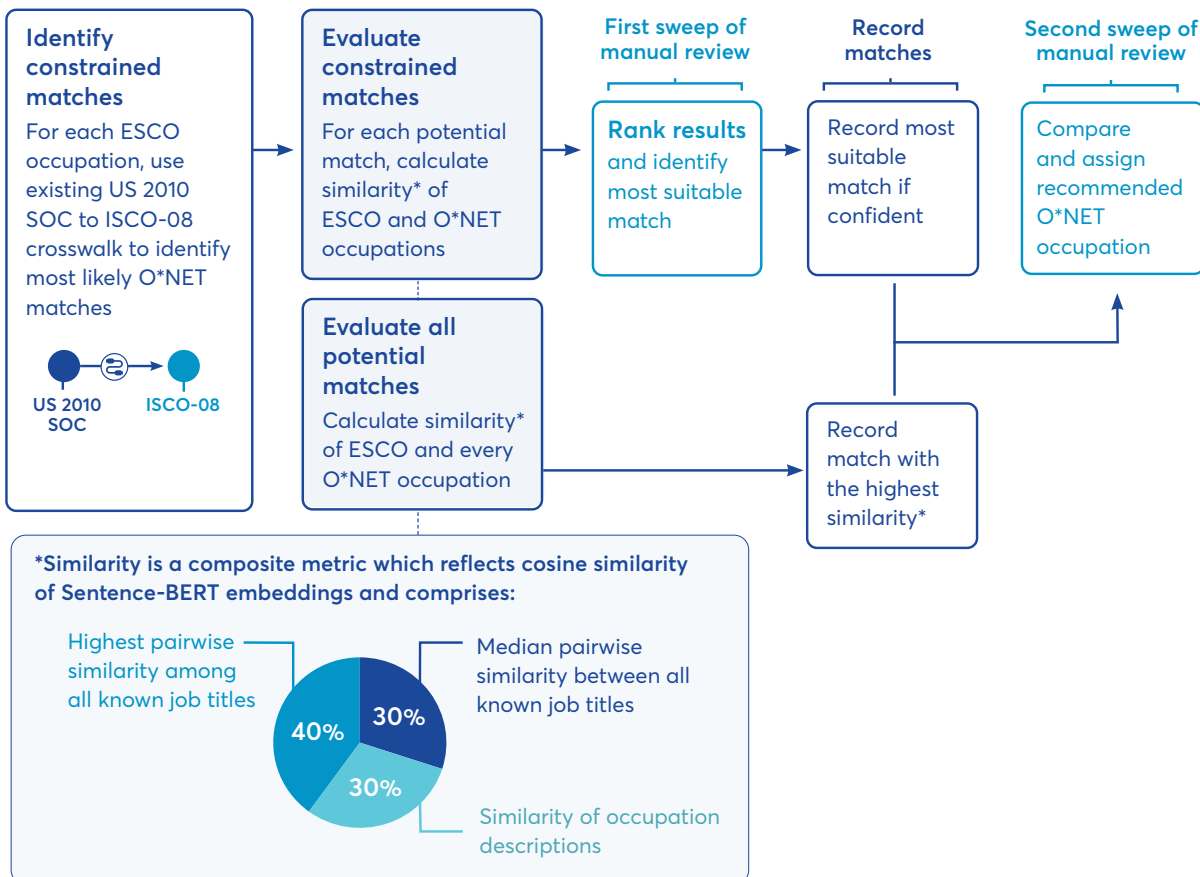 Identify
constrained
matches
For each ESCO
occupation, use
existing US 2010
SOC to ISCO-08
crosswalk to identify
most likely O*NET
matches
US 2010
SOC
ISCO-08
Evaluate
constrained
matches
For each potential
match, calculate
similarity* of
ESCO and O*NET
occupations
Evaluate all
potential
matches
Calculate similarity*
of ESCO and every
O*NET occupation
First sweep of
manual review
Rank results
and identify
most suitable
match
Record
matches
Record most
suitable
match if
confident
Record
match with
the highest
similarity*
Second sweep of
manual review
Compare
and assign
recommended
O*NET
occupation
*Similarity is a composite metric which reflects cosine similarity
of Sentence-BERT embeddings and comprises:
Highest pairwise
similarity among
all known job titles
40%
30%
Median pairwise
similarity between all
known job titles
30%
Similarity of occupation
descriptions